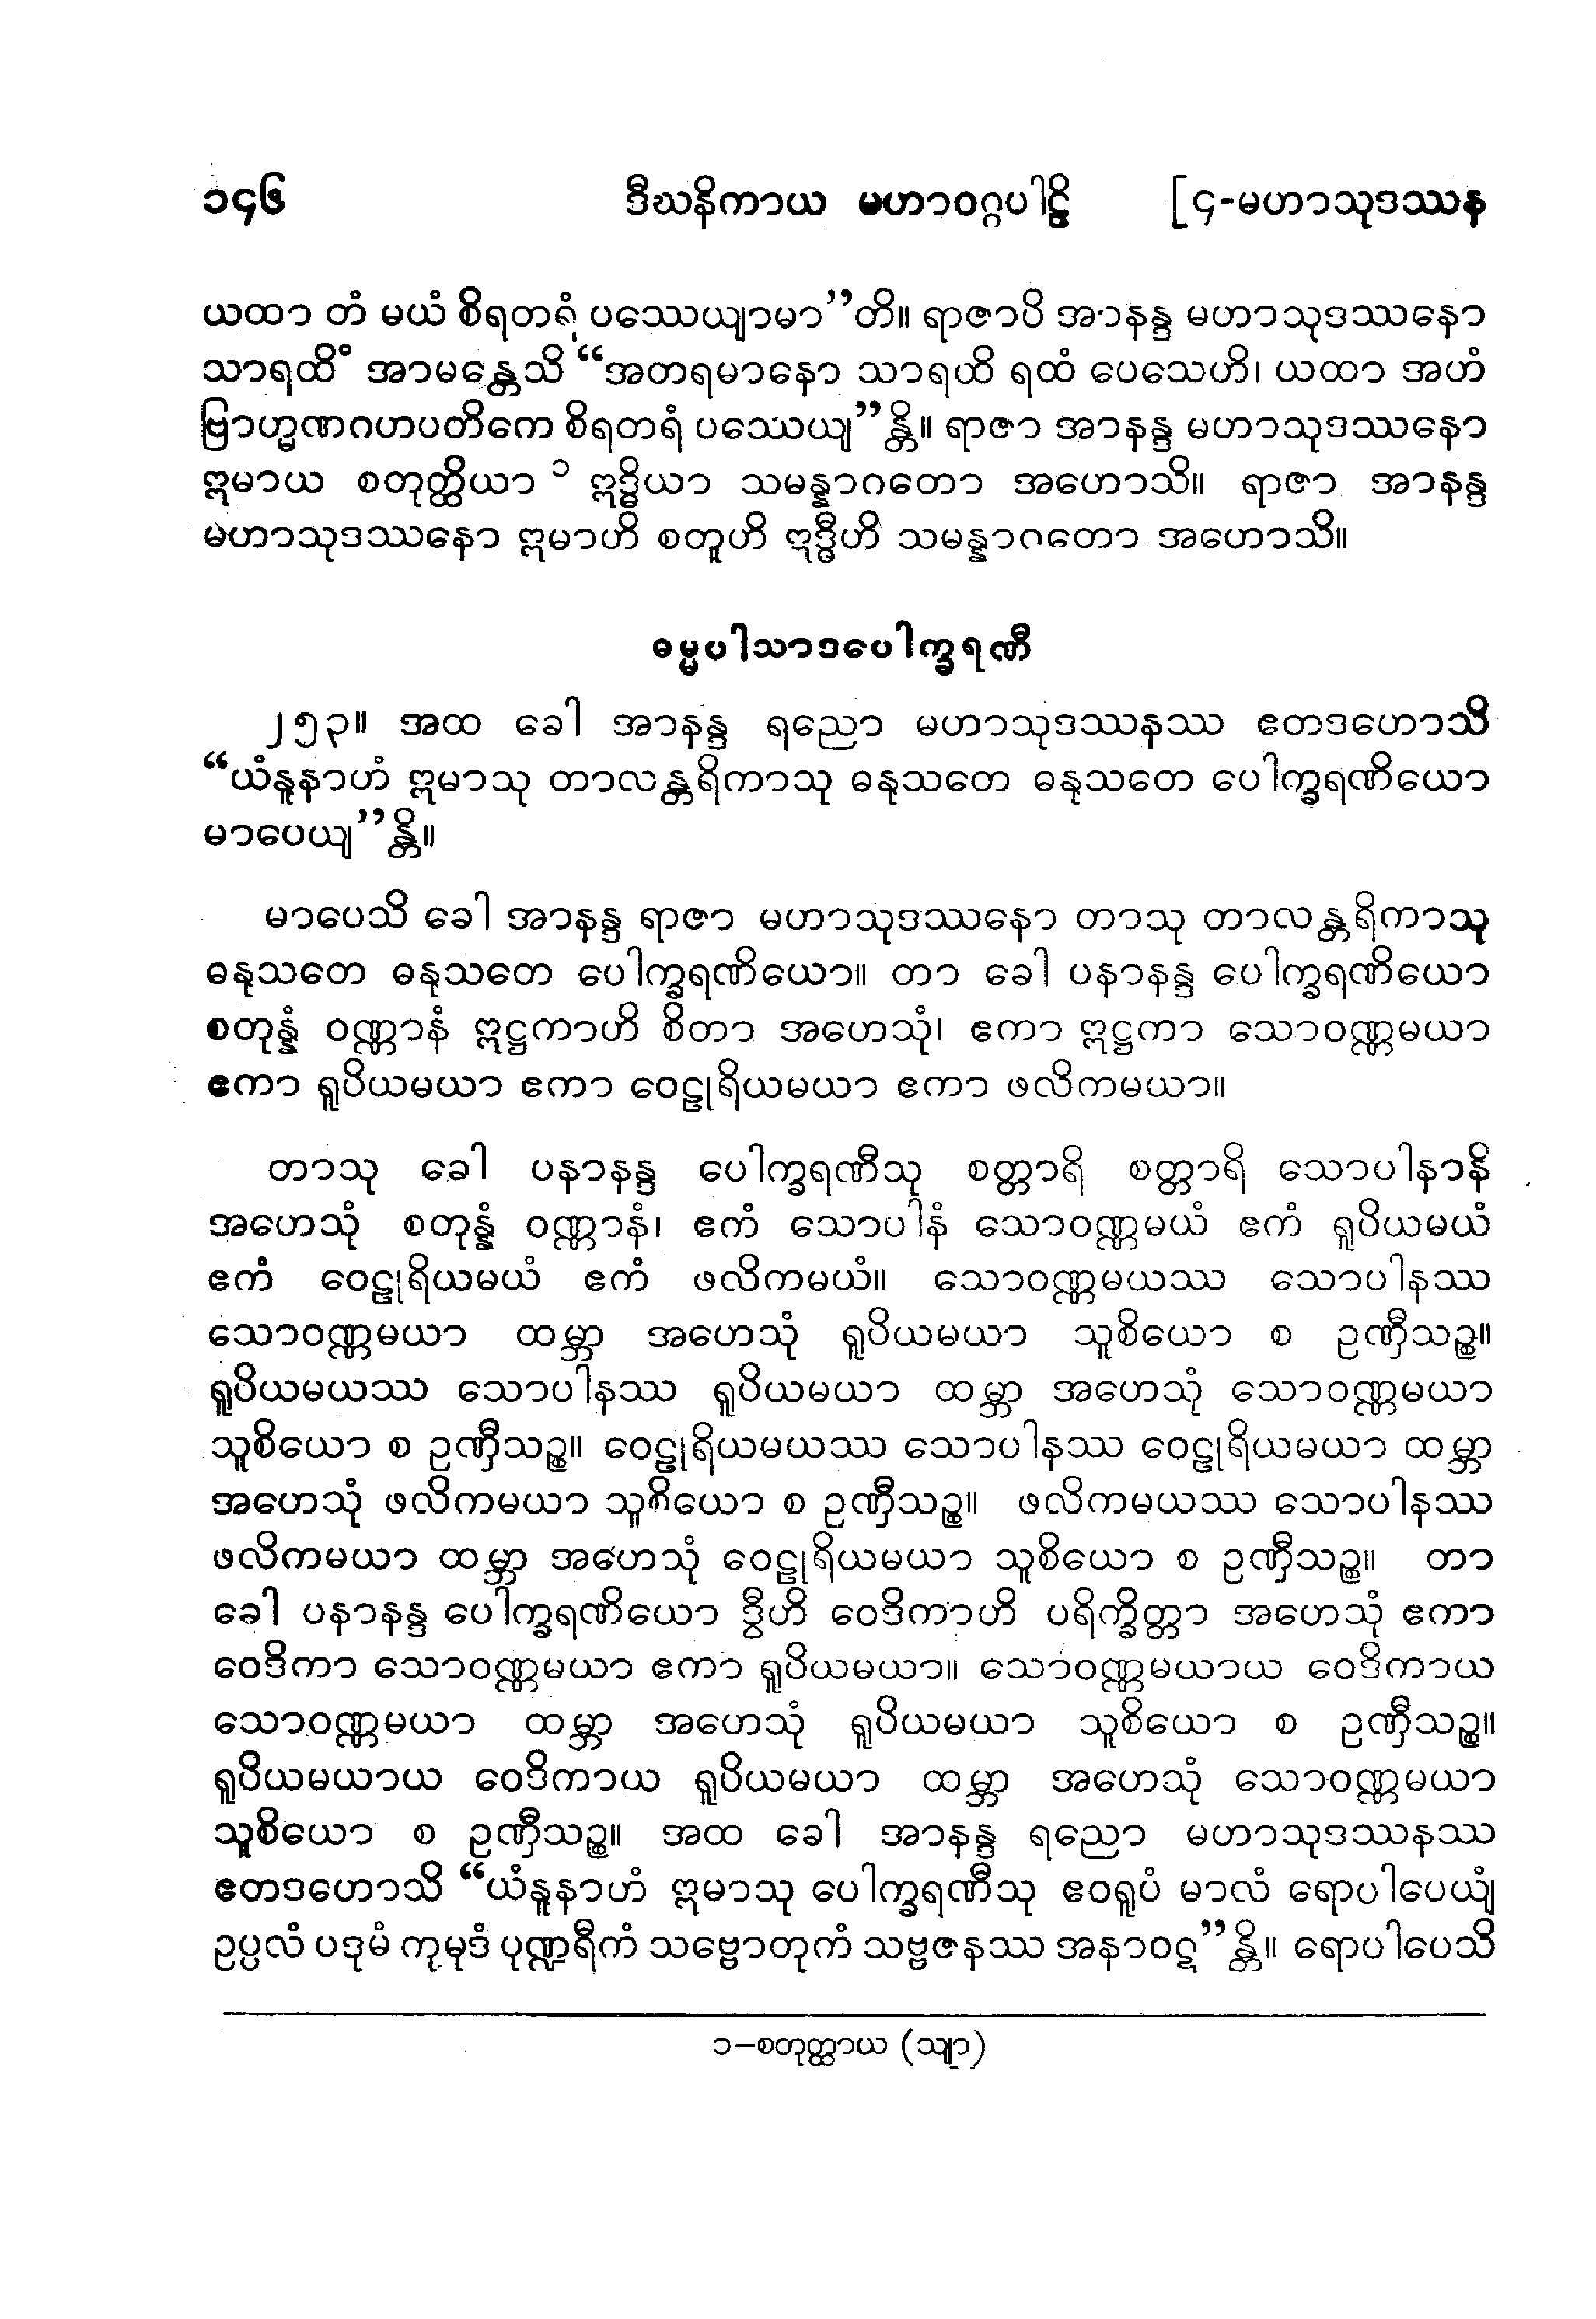 ၁၄၆ ဒီဃနိကာယ မဟာဝဂ္ဂပါဠိ [၄-မဟာသုဒဿန
ယထာ တံ မယံ စိရတရံ ပဿေယျာမာ”တိ။ ရာဇာပိ အာနန္ဒ မဟာသုဒဿနော
သာရထိံ အာမန္တေသိ “အတရမာနော သာရထိ ရထံ ပေသေဟိ၊ ယထာ အဟံ
ဗြာဟ္မဏဂဟပတိကေ စိရတရံ ပဿေယျ”န္တိ။ ရာဇာ အာနန္ဒ မဟာသုဒဿနော
ဣမာယ စတုတ္ထိယာ ၁ ဣဒ္ဓိယာ သမန္နာဂတော အဟောသိ။ ရာဇာ အာနန္ဒ
မဟာသုဒဿနော ဣမာဟိ စတူဟိ ဣဒ္ဓီဟိ သမန္နာဂတော အဟောသိ။
ဓမ္မပါသာဒပေါက္ခရဏီ
၂၅၃။ အထ ခေါ အာနန္ဒ ရညော မဟာသုဒဿနဿ ဧတဒဟောသိ
“ယံနူနာဟံ ဣမာသု တာလန္တရိကာသု ဓနုသတေ ဓနုသတေ ပေါက္ခရဏိယော
မာပေယျ”န္တိ။
မာပေသိ ခေါ အာနန္ဒ ရာဇာ မဟာသုဒဿနော တာသု တာလန္တရိကာသု
ဓနုသတေ ဓနုသတေ ပေါက္ခရဏိယော။ တာ ခေါ ပနာနန္ဒ ပေါက္ခရဏိယော
စတုန္နံ ဝဏ္ဏာနံ ဣဋ္ဌကာဟိ စိတာ အဟေသုံ၊ ဧကာ ဣဋ္ဌကာ သောဝဏ္ဏမယာ
ဧကာ ရူပိယမယာ ဧကာ ဝေဠုရိယမယာ ဧကာ ဖလိကမယာ။
တာသု ခေါ ပနာနန္ဒ ပေါက္ခရဏီသု စတ္တာရိ စတ္တာရိ သောပါနာနိ
အဟေသုံ စတုန္နံ ဝဏ္ဏာနံ၊ ဧကံ သောပါနံ သောဝဏ္ဏမယံ ဧကံ ရူပိယမယံ
ဧကံ ဝေဠုရိယမယံ ဧကံ ဖလိကမယံ။ သောဝဏ္ဏမယဿ သောပါနဿ
သောဝဏ္ဏမယာ ထမ္ဘာ အဟေသုံ ရူပိယမယာ သူစိယော စ ဥဏှီသဉ္စ။
ရူပိယမယဿ သောပါနဿ ရူပိယမယာ ထမ္ဘာ အဟေသုံ သောဝဏ္ဏမယာ
သူစိယော စ ဥဏှီသဉ္စ။ ဝေဠုရိယမယဿ သောပါနဿ ဝေဠုရိယမယာ ထမ္ဘာ
အဟေသုံ ဖလိကမယာ သူစိယော စ ဥဏှီသဉ္စ။ ဖလိကမယဿ သောပါနဿ
ဖလိကမယာ ထမ္ဘာ အဟေသုံ ဝေဠုရိယမယာ သူစိယော စ ဥဏှီသဉ္စ။ တာ
ခေါ ပနာနန္ဒ ပေါက္ခရဏိယော ဒွီဟိ ဝေဒိကာဟိ ပရိက္ခိတ္တာ အဟေသုံ ဧကာ
ဝေဒိကာ သောဝဏ္ဏမယာ ဧကာ ရူပိယမယာ။ သောဝဏ္ဏမယာယ ဝေဒိကာယ
သောဝဏ္ဏမယာ ထမ္ဘာ အဟေသုံ ရူပိယမယာ သူစိယော စ ဥဏှီသဉ္စ။
ရူပိယမယာယ ဝေဒိကာယ ရူပိယမယာ ထမ္ဘာ အဟေသုံ သောဝဏ္ဏမယာ
သူစိယော စ ဥဏှီသဉ္စ။ အထ ခေါ အာနန္ဒ ရညော မဟာသုဒဿနဿ
ဧတဒဟောသိ “ယံနူနာဟံ ဣမာသု ပေါက္ခရဏီသု ဧဝရူပံ မာလံ ရောပါပေယျံ
ဥပ္ပလံ ပဒုမံ ကုမုဒံ ပုဏ္ဍရီကံ သဗ္ဗောတုကံ သဗ္ဗဇနဿ အနာဝဋ”န္တိ။ ရောပါပေသိ
၁−စတုတ္ထာယ (သျာ)